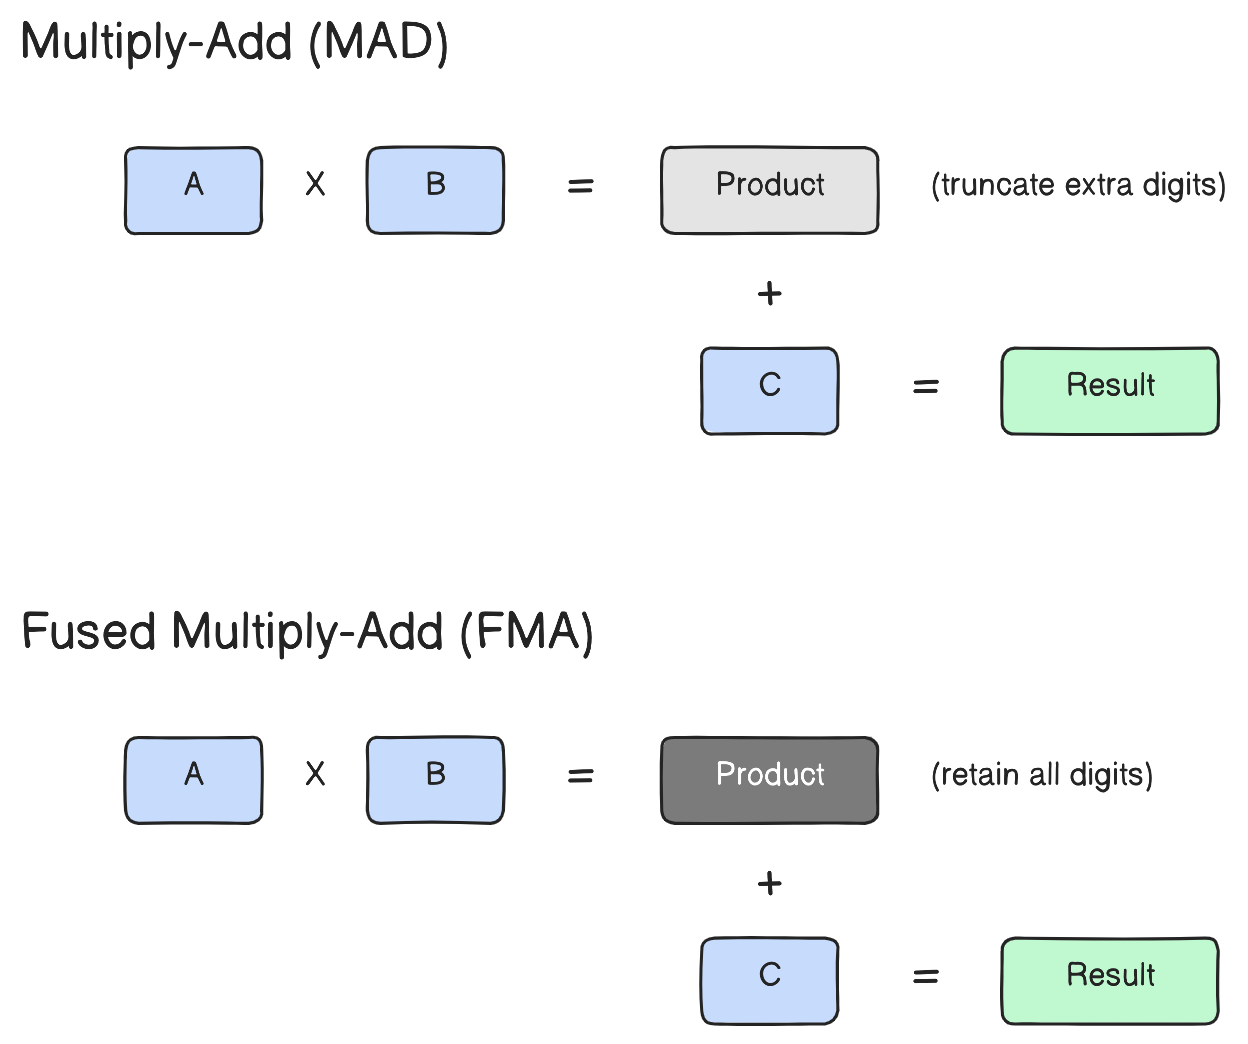 Multiply-Add (MAD)
A x B = Product (truncate extra digits)
+
C = Result
Fused Multiply-Add (FMA)
A x B = Product (retain all digits)
+
C = Result